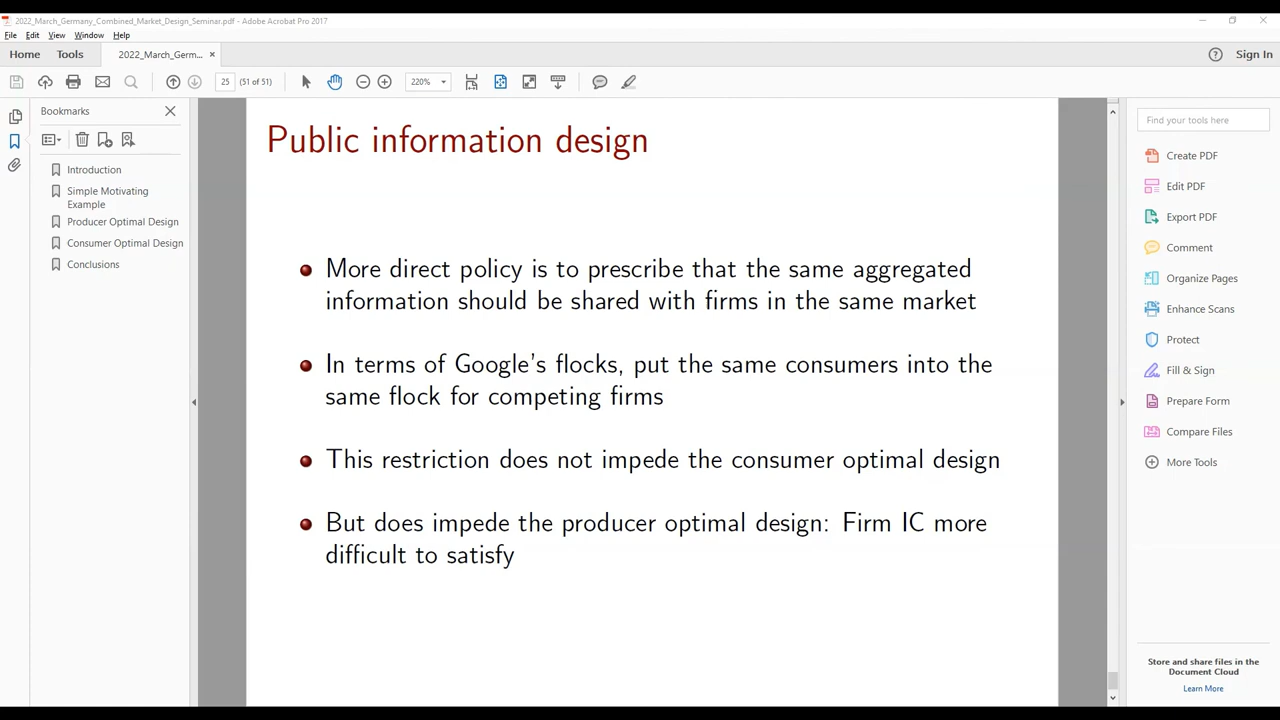 2022_March_Germany_Combined_Market_Design_Seminar.pdf - Adobe Acrobat Pro 2017
File Edit View Window Help
Home Tools 2022_March_Germ... × Sign In
25 (51 of 51) 220%
Bookmarks
Introduction
Simple Motivating
Example
Producer Optimal Design
Consumer Optimal Design
Conclusions
Public information design
More direct policy is to prescribe that the same aggregated
information should be shared with firms in the same market
In terms of Google's flocks, put the same consumers into the
same flock for competing firms
This restriction does not impede the consumer optimal design
But does impede the producer optimal design: Firm IC more
difficult to satisfy
Find your tools here
Create PDF
Edit PDF
Export PDF
Comment
Organize Pages
Enhance Scans
Protect
Fill & Sign
Prepare Form
Compare Files
More Tools
Store and share files in the
Document Cloud
Learn More